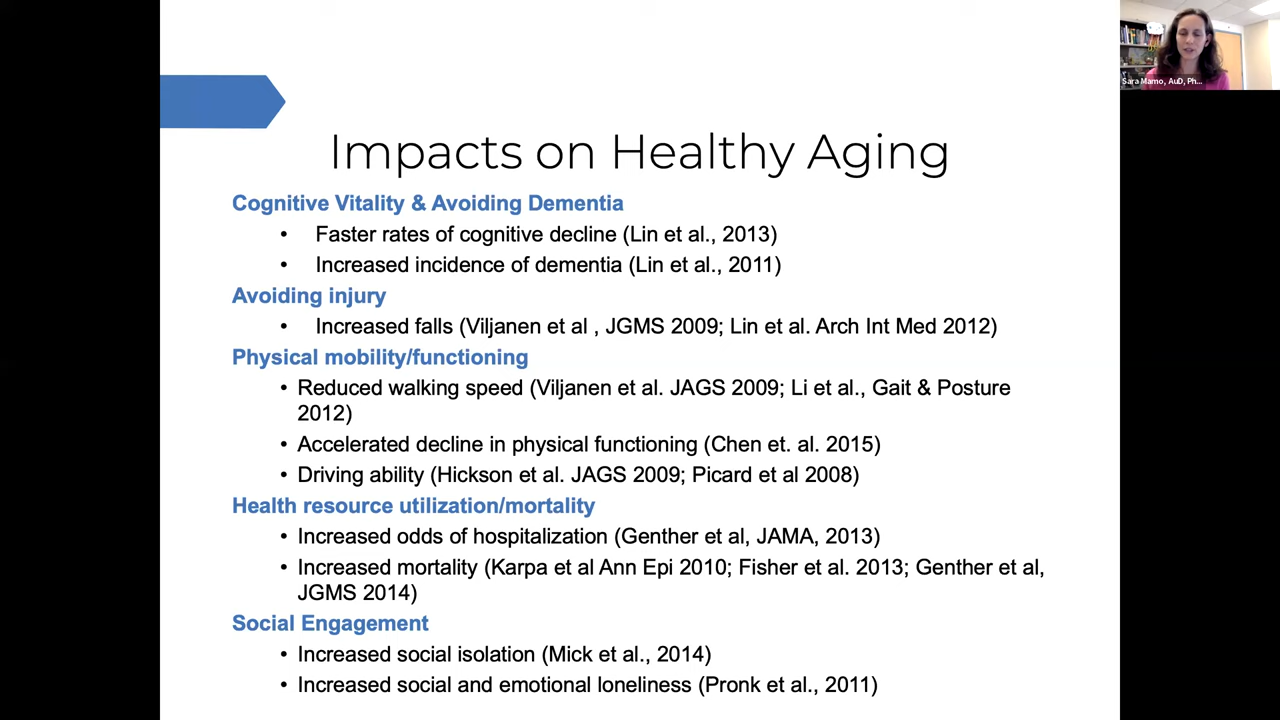 Sara Mamo, AuD, Ph...
Impacts on Healthy Aging
Cognitive Vitality & Avoiding Dementia
• Faster rates of cognitive decline (Lin et al., 2013)
• Increased incidence of dementia (Lin et al., 2011)
Avoiding injury
• Increased falls (Viljanen et al , JGMS 2009; Lin et al. Arch Int Med 2012)
Physical mobility/functioning
• Reduced walking speed (Viljanen et al. JAGS 2009; Li et al., Gait & Posture
2012)
• Accelerated decline in physical functioning (Chen et. al. 2015)
• Driving ability (Hickson et al. JAGS 2009; Picard et al 2008)
Health resource utilization/mortality
• Increased odds of hospitalization (Genther et al, JAMA, 2013)
• Increased mortality (Karpa et al Ann Epi 2010; Fisher et al. 2013; Genther et al,
JGMS 2014)
Social Engagement
• Increased social isolation (Mick et al., 2014)
• Increased social and emotional loneliness (Pronk et al., 2011)